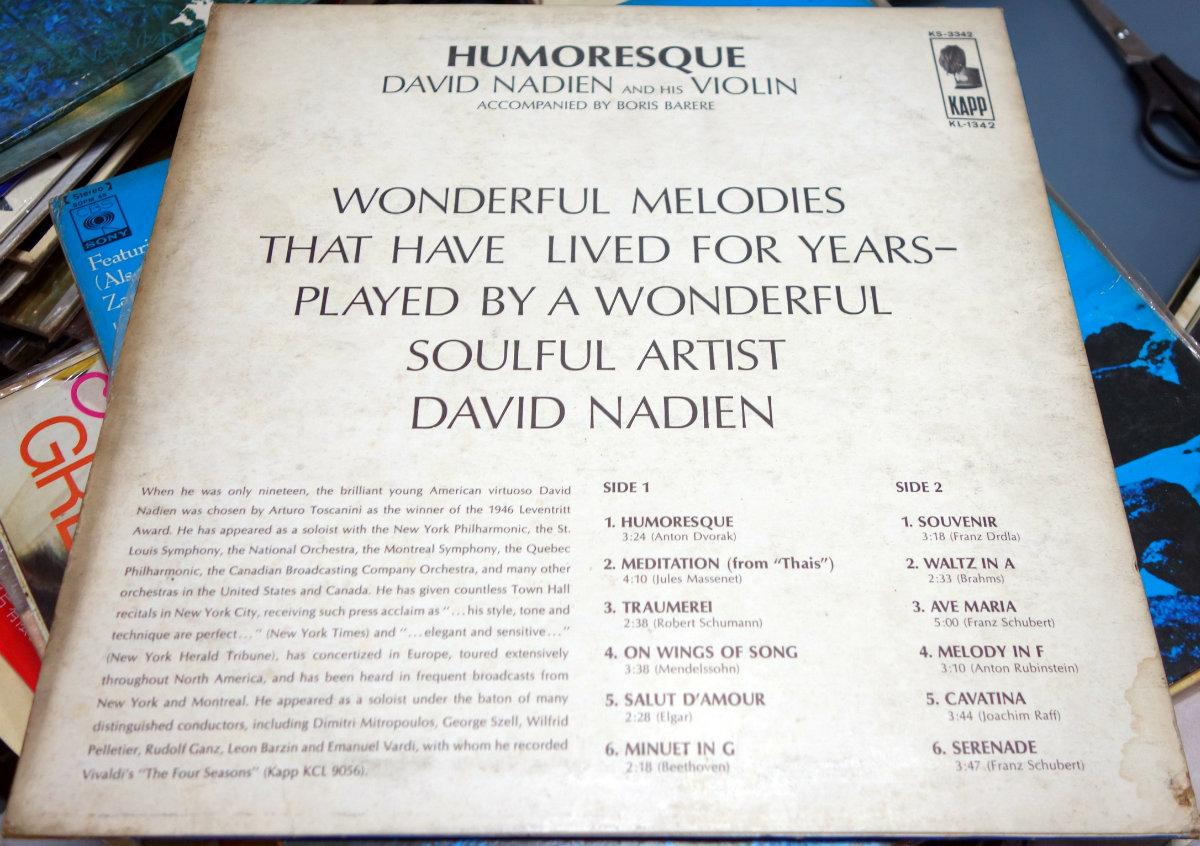 HUMORESQUE
DAVID NADIEN AND HIS VIOLIN
ACCOMPANIED BY BORIS BARERE
KS-3342
KAPP
KL-1342
WONDERFUL MELODIES
THAT HAVE LIVED FOR YEARS—
PLAYED BY A WONDERFUL
SOULFUL ARTIST
DAVID NADIEN
When he was only nineteen, the brilliant young American virtuoso David
Nadien was chosen by Arturo Toscanini as the winner of the 1946 Leventritt
Award. He has appeared as a soloist with the New York Philharmonic, the St.
Louis Symphony, the National Orchestra, the Montreal Symphony, the Quebec
Philharmonic, the Canadian Broadcasting Company Orchestra, and many other
orchestras in the United States and Canada. He has given countless Town Hall
recitals in New York City, receiving such press acclaim as "...his style, tone and
technique are perfect..." (New York Times) and "...elegant and sensitive..."
(New York Herald Tribune), has concertized in Europe, toured extensively
throughout North America, and has been heard in frequent broadcasts from
New York and Montreal. He appeared as a soloist under the baton of many
distinguished conductors, including Dimitri Mitropoulos, George Szell, Wilfrid
Pelletier, Rudolf Ganz, Leon Barzin and Emanuel Vardi, with whom he recorded
Vivaldi's "The Four Seasons" (Kapp KCL 9056).
SIDE 1
1. HUMORESQUE
3:24 (Anton Dvorak)
2. MEDITATION (from "Thais")
4:10 (Jules Massenet)
3. TRAUMEREI
2:38 (Robert Schumann)
4. ON WINGS OF SONG
3:38 (Mendelssohn)
5. SALUT D'AMOUR
2:28 (Elgar)
6. MINUET IN G
2:18 (Beethoven)
SIDE 2
1. SOUVENIR
3:18 (Franz Drdla)
2. WALTZ IN A
2:33 (Brahms)
3. AVE MARIA
5:00 (Franz Schubert)
4. MELODY IN F
3:10 (Anton Rubinstein)
5. CAVATINA
3:44 (Joachim Raff)
6. SERENADE
3:47 (Franz Schubert)
Stereo
CBS
SONY